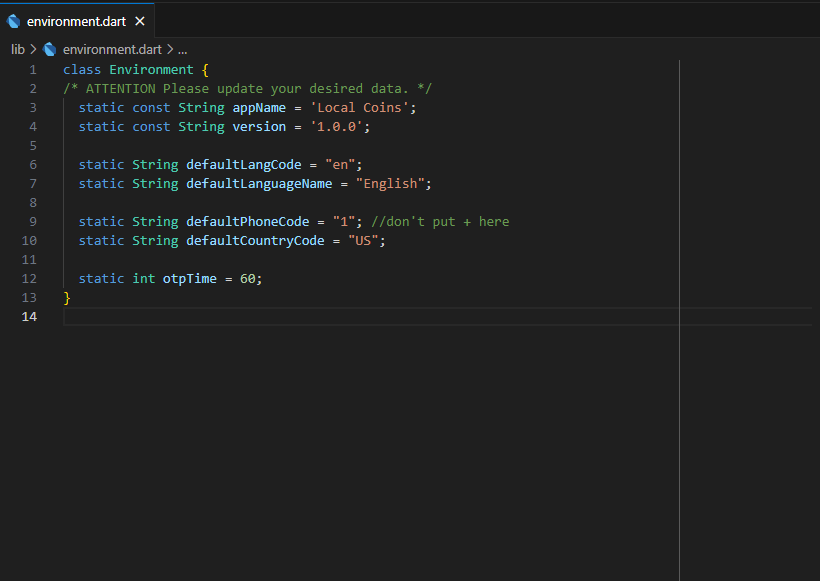 environment.dart ×
lib > environment.dart > ...
1 class Environment {
2 /* ATTENTION Please update your desired data. */
3 static const String appName = 'Local Coins';
4 static const String version = '1.0.0';
5
6 static String defaultLangCode = "en";
7 static String defaultLanguageName = "English";
8
9 static String defaultPhoneCode = "1"; //don't put + here
10 static String defaultCountryCode = "US";
11
12 static int otpTime = 60;
13 }
14